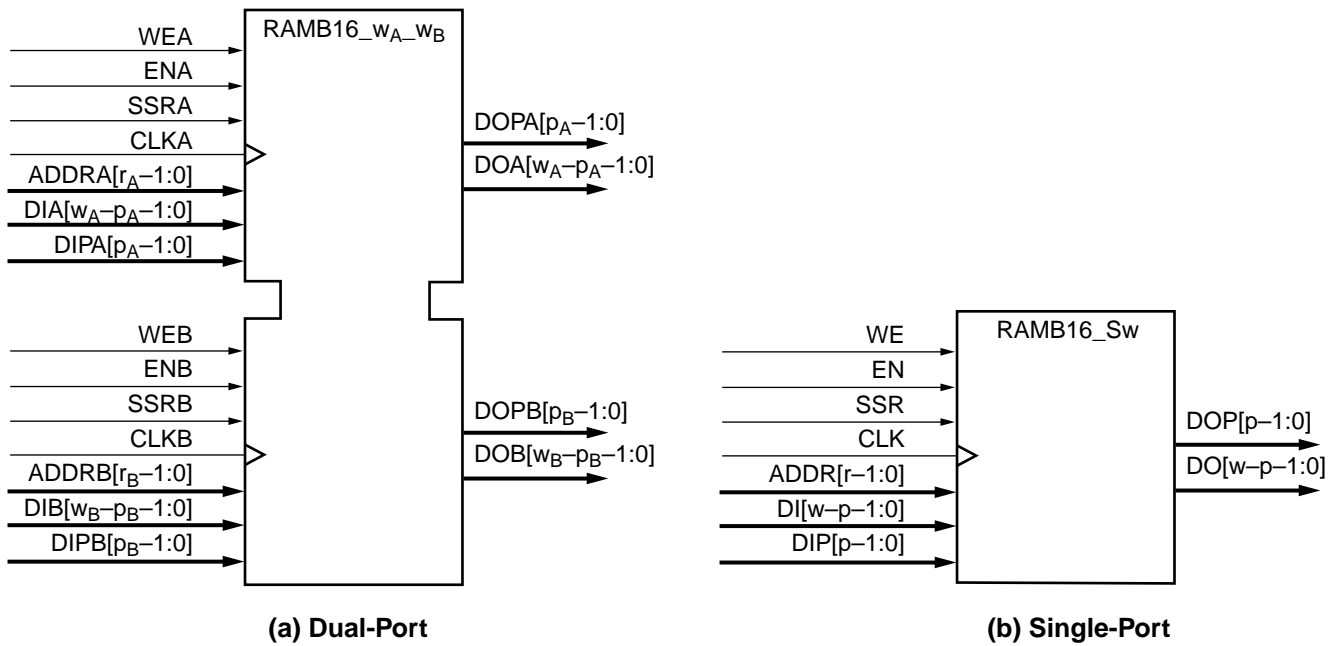 RAMB16_wA_wB
WEA
ENA
SSRA
CLKA
ADDRA[rA–1:0]
DIA[wA–pA–1:0]
DIPA[pA–1:0]
DOPA[pA–1:0]
DOA[wA–pA–1:0]
WEB
ENB
SSRB
CLKB
ADDRB[rB–1:0]
DIB[wB–pB–1:0]
DIPB[pB–1:0]
DOPB[pB–1:0]
DOB[wB–pB–1:0]
(a) Dual-Port
RAMB16_Sw
WE
EN
SSR
CLK
ADDR[r–1:0]
DI[w–p–1:0]
DIP[p–1:0]
DOP[p–1:0]
DO[w–p–1:0]
(b) Single-Port